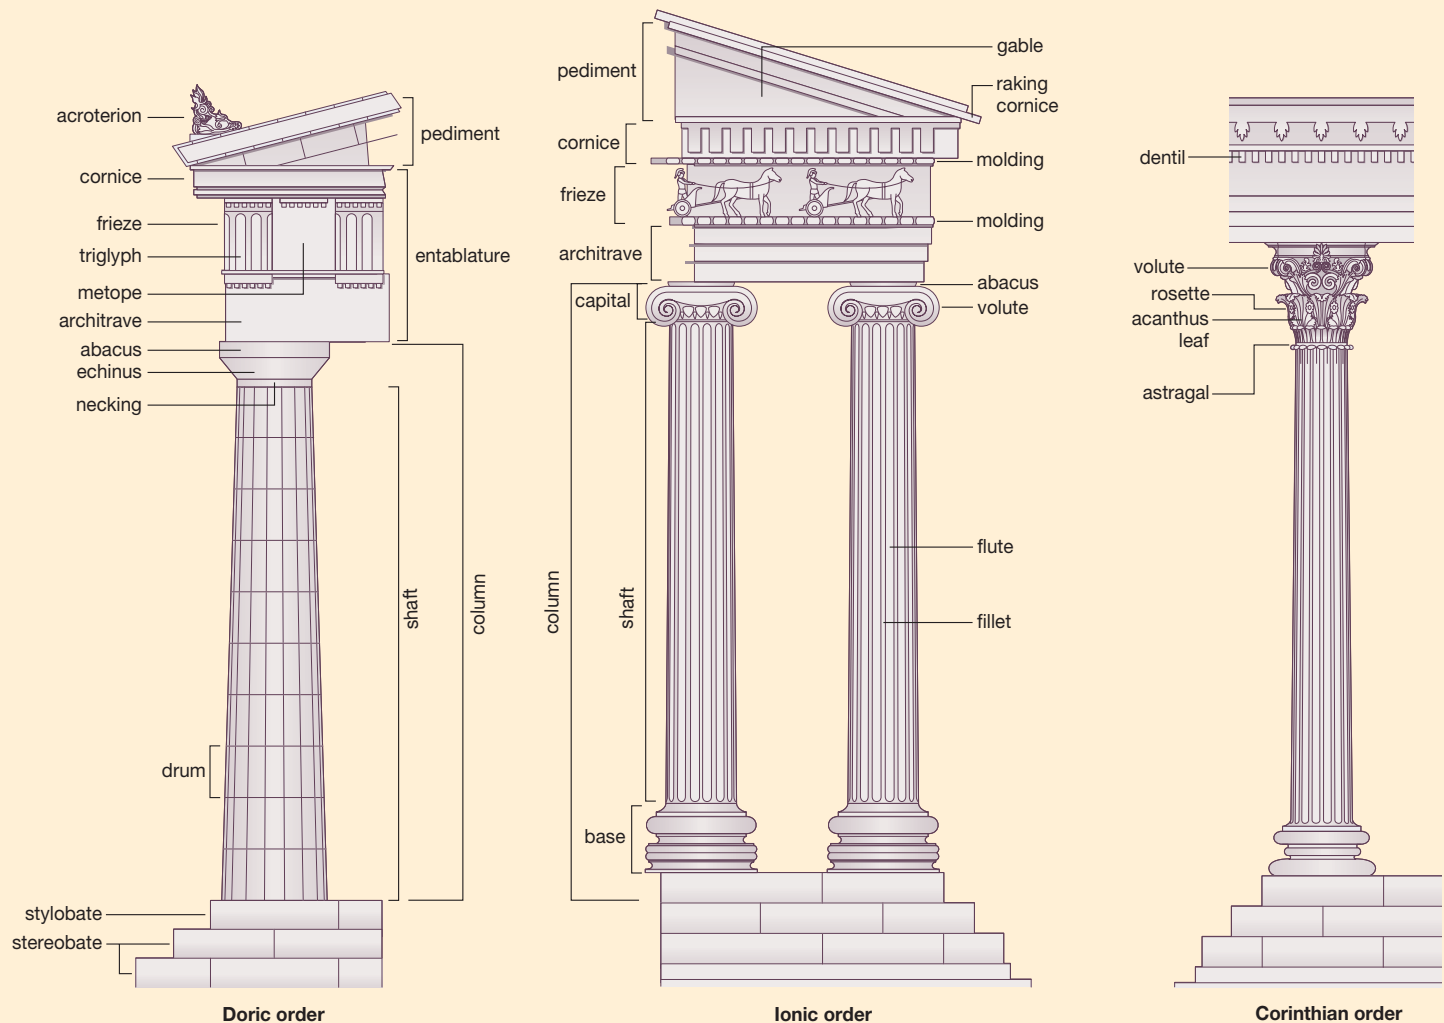 acroterion
pediment
cornice
frieze
triglyph
entablature
metope
architrave
abacus
echinus
necking
shaft
column
drum
stylobate
stereobate
Doric order
pediment
gable
raking
cornice
cornice
molding
frieze
molding
architrave
abacus
capital
volute
column
shaft
flute
fillet
base
Ionic order
dentil
volute
rosette
acanthus
leaf
astragal
Corinthian order